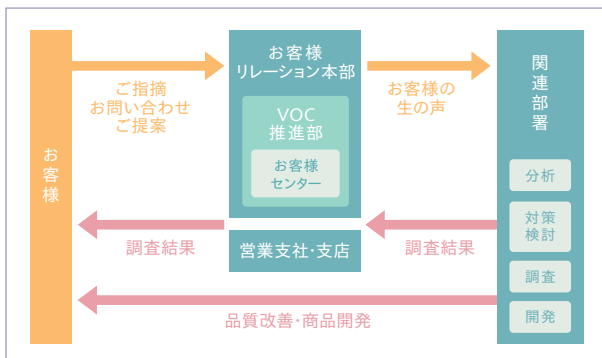 お客様
ご指摘
お問い合わせ
ご提案
お客様
リレーション本部
VOC
推進部
お客様
センター
お客様の
生の声
関連部署
分析
対策
検討
調査
開発
調査結果
営業支社・支店
調査結果
品質改善・商品開発